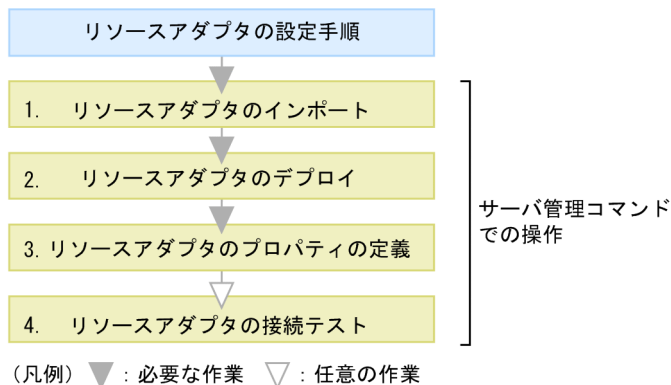 リソースアダプタの設定手順
1. リソースアダプタのインポート
2. リソースアダプタのデプロイ
3. リソースアダプタのプロパティの定義
4. リソースアダプタの接続テスト
サーバ管理コマンド
での操作
（凡例） ▼ ：必要な作業 ▽ ：任意の作業